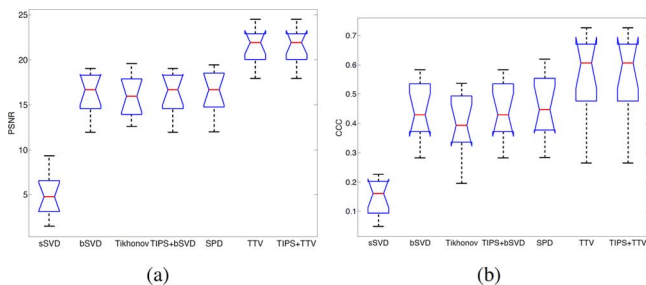 25
20
15
10
5
PSNR
sSVD bSVD Tikhonov TIPS+bSVD SPD TTV TIPS+TTV
(a)
0.7
0.6
0.5
0.4
0.3
0.2
0.1
CCC
sSVD bSVD Tikhonov TIPS+bSVD SPD TTV TIPS+TTV
(b)